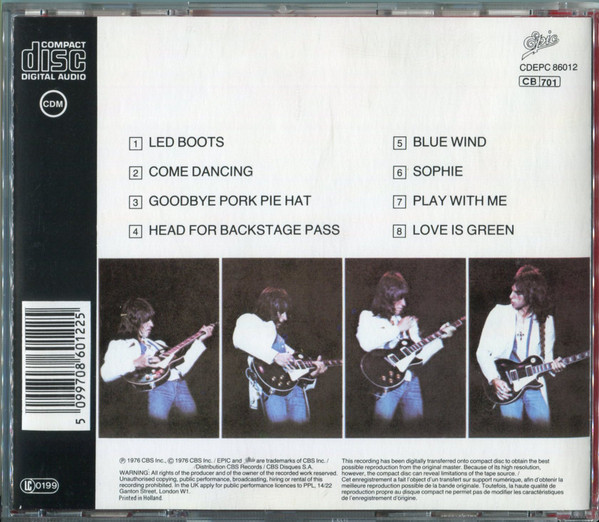 COMPACT
disc
DIGITAL AUDIO
CDM
Epic
CDEPC 86012
CB 701
1 LED BOOTS
2 COME DANCING
3 GOODBYE PORK PIE HAT
4 HEAD FOR BACKSTAGE PASS
5 BLUE WIND
6 SOPHIE
7 PLAY WITH ME
8 LOVE IS GREEN
5 099708 601225
LC 0199
℗ 1976 CBS Inc., © 1976 CBS Inc. / EPIC and Epic are trademarks of CBS Inc. /
/Distribution CBS Records / CBS Disques S.A.
WARNING: All rights of the producer and of the owner of the recorded work reserved.
Unauthorised copying, public performance, broadcasting, hiring or rental of this
recording prohibited. In the UK apply for public performance licences to PPL, 14/22
Ganton Street, London W1.
Printed in Holland.
This recording has been digitally transferred onto compact disc to obtain the best
possible reproduction from the original master. Because of its high resolution,
however, the compact disc can reveal limitations of the tape source. /
Cet enregistrement a fait l'objet d'un transfert sur support numérique, afin d'obtenir la
meilleure reproduction possible de la bande originale. Toutefois, la haute qualité de
reproduction propre au disque compact ne permet pas de modifier les caractéristiques
de l'enregistrement d'origine.